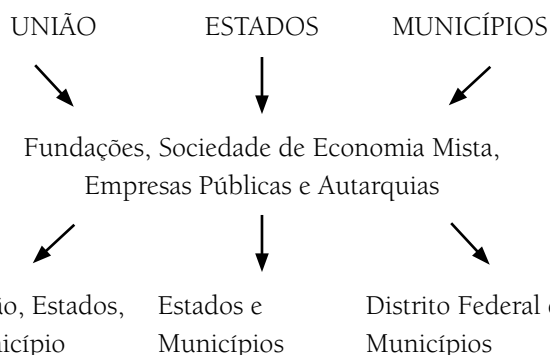 UNIÃO ESTADOS MUNICÍPIOS
Fundações, Sociedade de Economia Mista,
Empresas Públicas e Autarquias
Estados, Estados e Distrito Federal
Municípios Municípios